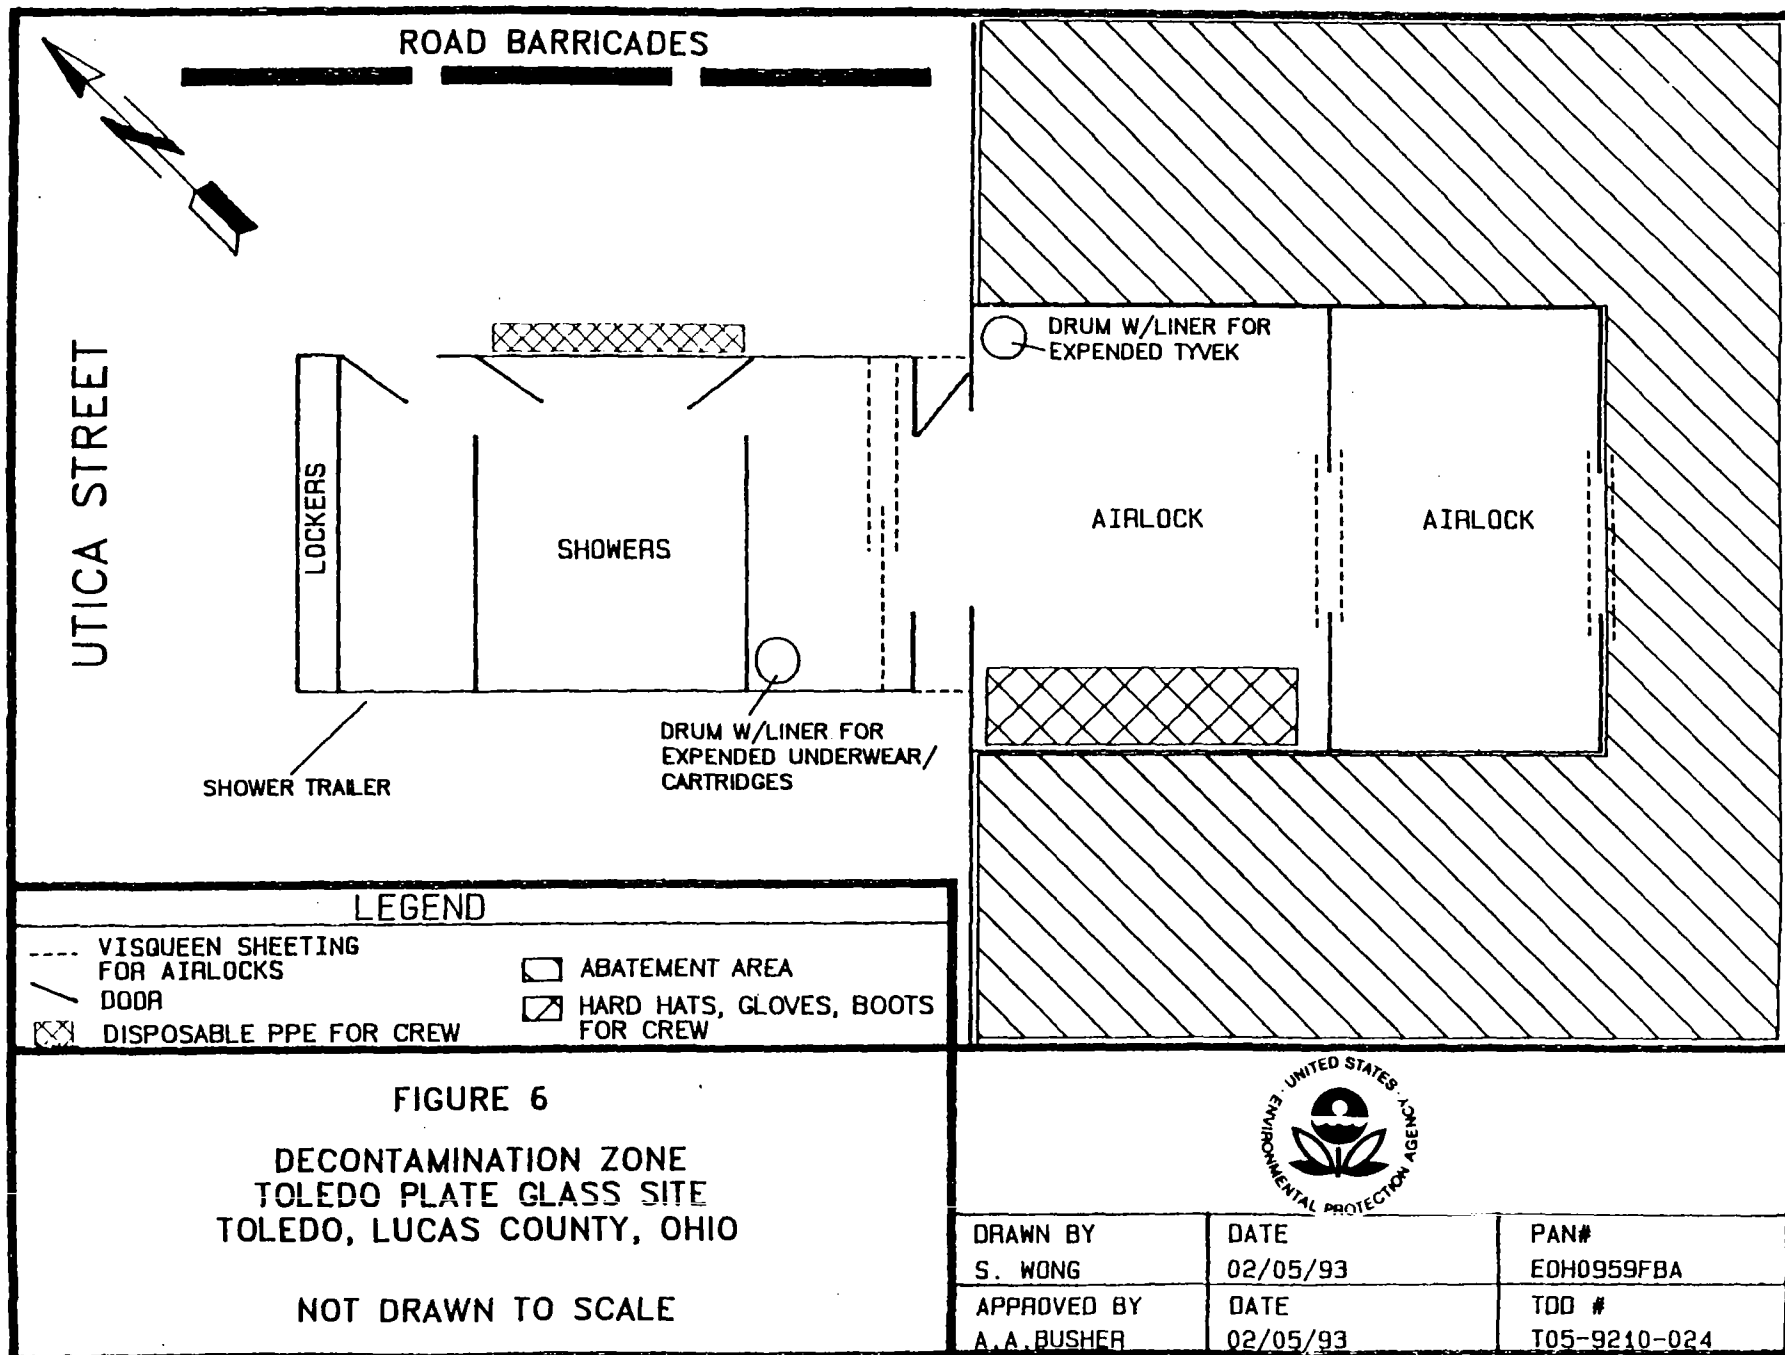 ROAD BARRICADES
N
UTICA STREET
DRUM W/LINER FOR
EXPENDED TYVEK
LOCKERS
SHOWERS
AIRLOCK
AIRLOCK
DRUM W/LINER FOR
EXPENDED UNDERWEAR/
CARTRIDGES
SHOWER TRAILER
LEGEND
VISQUEEN SHEETING
FOR AIRLOCKS
DOOR
DISPOSABLE PPE FOR CREW
ABATEMENT AREA
HARD HATS, GLOVES, BOOTS
FOR CREW
FIGURE 6
DECONTAMINATION ZONE
TOLEDO PLATE GLASS SITE
TOLEDO, LUCAS COUNTY, OHIO
NOT DRAWN TO SCALE
UNITED STATES
ENVIRONMENTAL PROTECTION AGENCY
DRAWN BY
S. WONG
DATE
02/05/93
PAN#
EOH0959FBA
APPROVED BY
A.A.BUSHER
DATE
02/05/93
TDD #
T05-9210-024